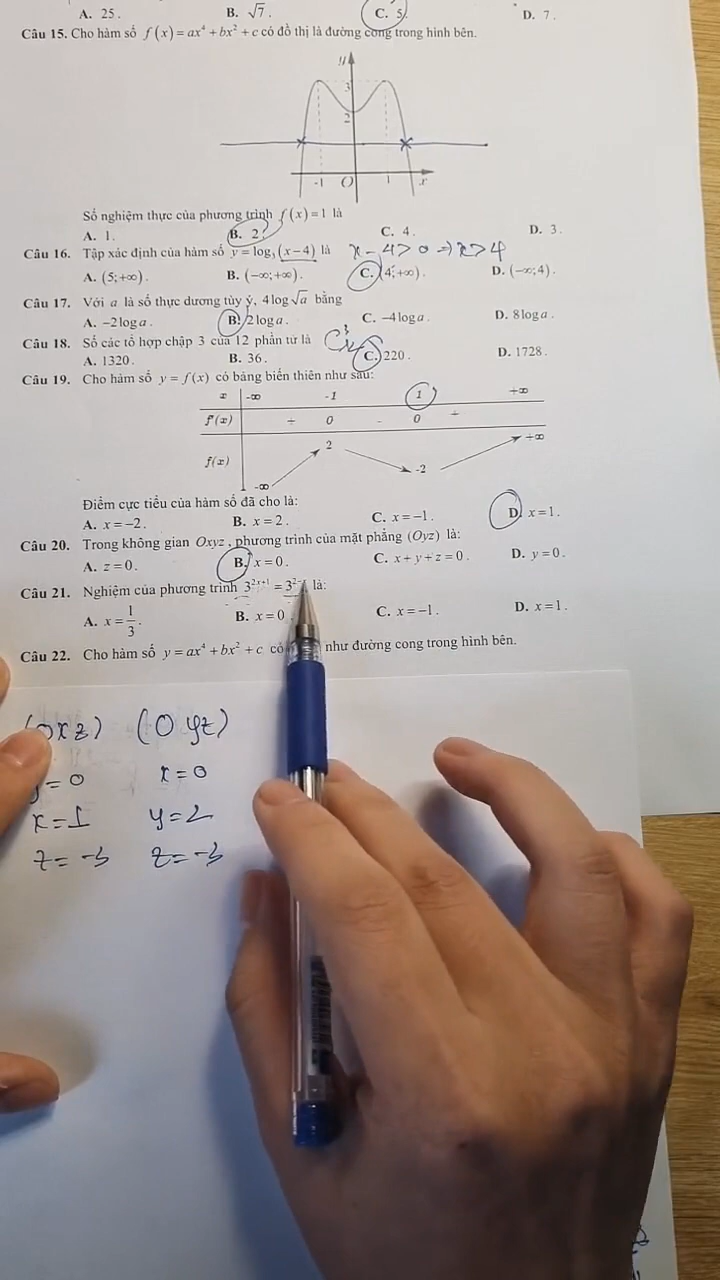 A. 25. B. √7. C. 5. D. 7.
Câu 15. Cho hàm số f(x) = ax⁴ + bx² + c có đồ thị là đường cong trong hình bên.
y
3
2
-1 O 1 x
Số nghiệm thực của phương trình f(x) = 1 là
A. 1. B. 2. C. 4. D. 3.
Câu 16. Tập xác định của hàm số y = log₃(x−4) là x − 4 > 0 ⇒ x > 4
A. (5;+∞). B. (−∞;+∞). C. (4;+∞). D. (−∞;4).
Câu 17. Với a là số thực dương tùy ý, 4log√a bằng
A. −2log a. B. 2log a. C. −4log a. D. 8log a.
Câu 18. Số các tổ hợp chập 3 của 12 phần tử là
A. 1320. B. 36. C. 220. D. 1728.
Câu 19. Cho hàm số y = f(x) có bảng biến thiên như sau:
x -∞ -1 1 +∞
f'(x) + 0 - 0 +
f(x) -∞ 2 -2 +∞
Điểm cực tiểu của hàm số đã cho là:
A. x = −2. B. x = 2. C. x = −1. D. x = 1.
Câu 20. Trong không gian Oxyz, phương trình của mặt phẳng (Oyz) là:
A. z = 0. B. x = 0. C. x + y + z = 0. D. y = 0.
Câu 21. Nghiệm của phương trình 3²ˣ⁺¹ = 3²⁻ là:
A. x = 1/3. B. x = 0 C. x = −1. D. x = 1.
Câu 22. Cho hàm số y = ax⁴ + bx² + c có như đường cong trong hình bên.
(Oxz) (Oyz)
y = 0 x = 0
x = 1 y = 2
z = -3 z = -3